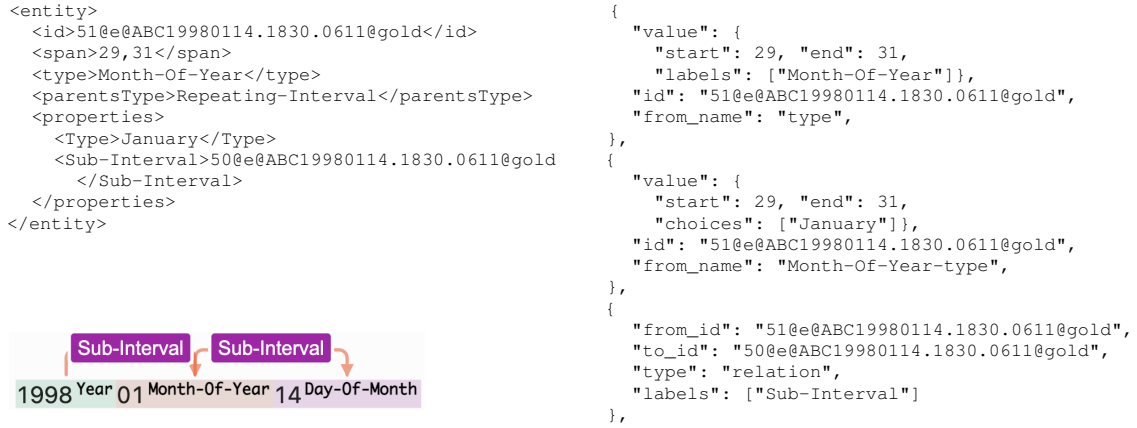 <entity>
  <id>51@e@ABC19980114.1830.0611@gold</id>
  <span>29,31</span>
  <type>Month-Of-Year</type>
  <parentsType>Repeating-Interval</parentsType>
  <properties>
    <Type>January</Type>
    <Sub-Interval>50@e@ABC19980114.1830.0611@gold
      </Sub-Interval>
  </properties>
</entity>
Sub-Interval Sub-Interval
1998 Year 01 Month-Of-Year 14 Day-Of-Month
{
  "value": {
    "start": 29, "end": 31,
    "labels": ["Month-Of-Year"]},
  "id": "51@e@ABC19980114.1830.0611@gold",
  "from_name": "type",
},
{
  "value": {
    "start": 29, "end": 31,
    "choices": ["January"]},
  "id": "51@e@ABC19980114.1830.0611@gold",
  "from_name": "Month-Of-Year-type",
},
{
  "from_id": "51@e@ABC19980114.1830.0611@gold",
  "to_id": "50@e@ABC19980114.1830.0611@gold",
  "type": "relation",
  "labels": ["Sub-Interval"]
},